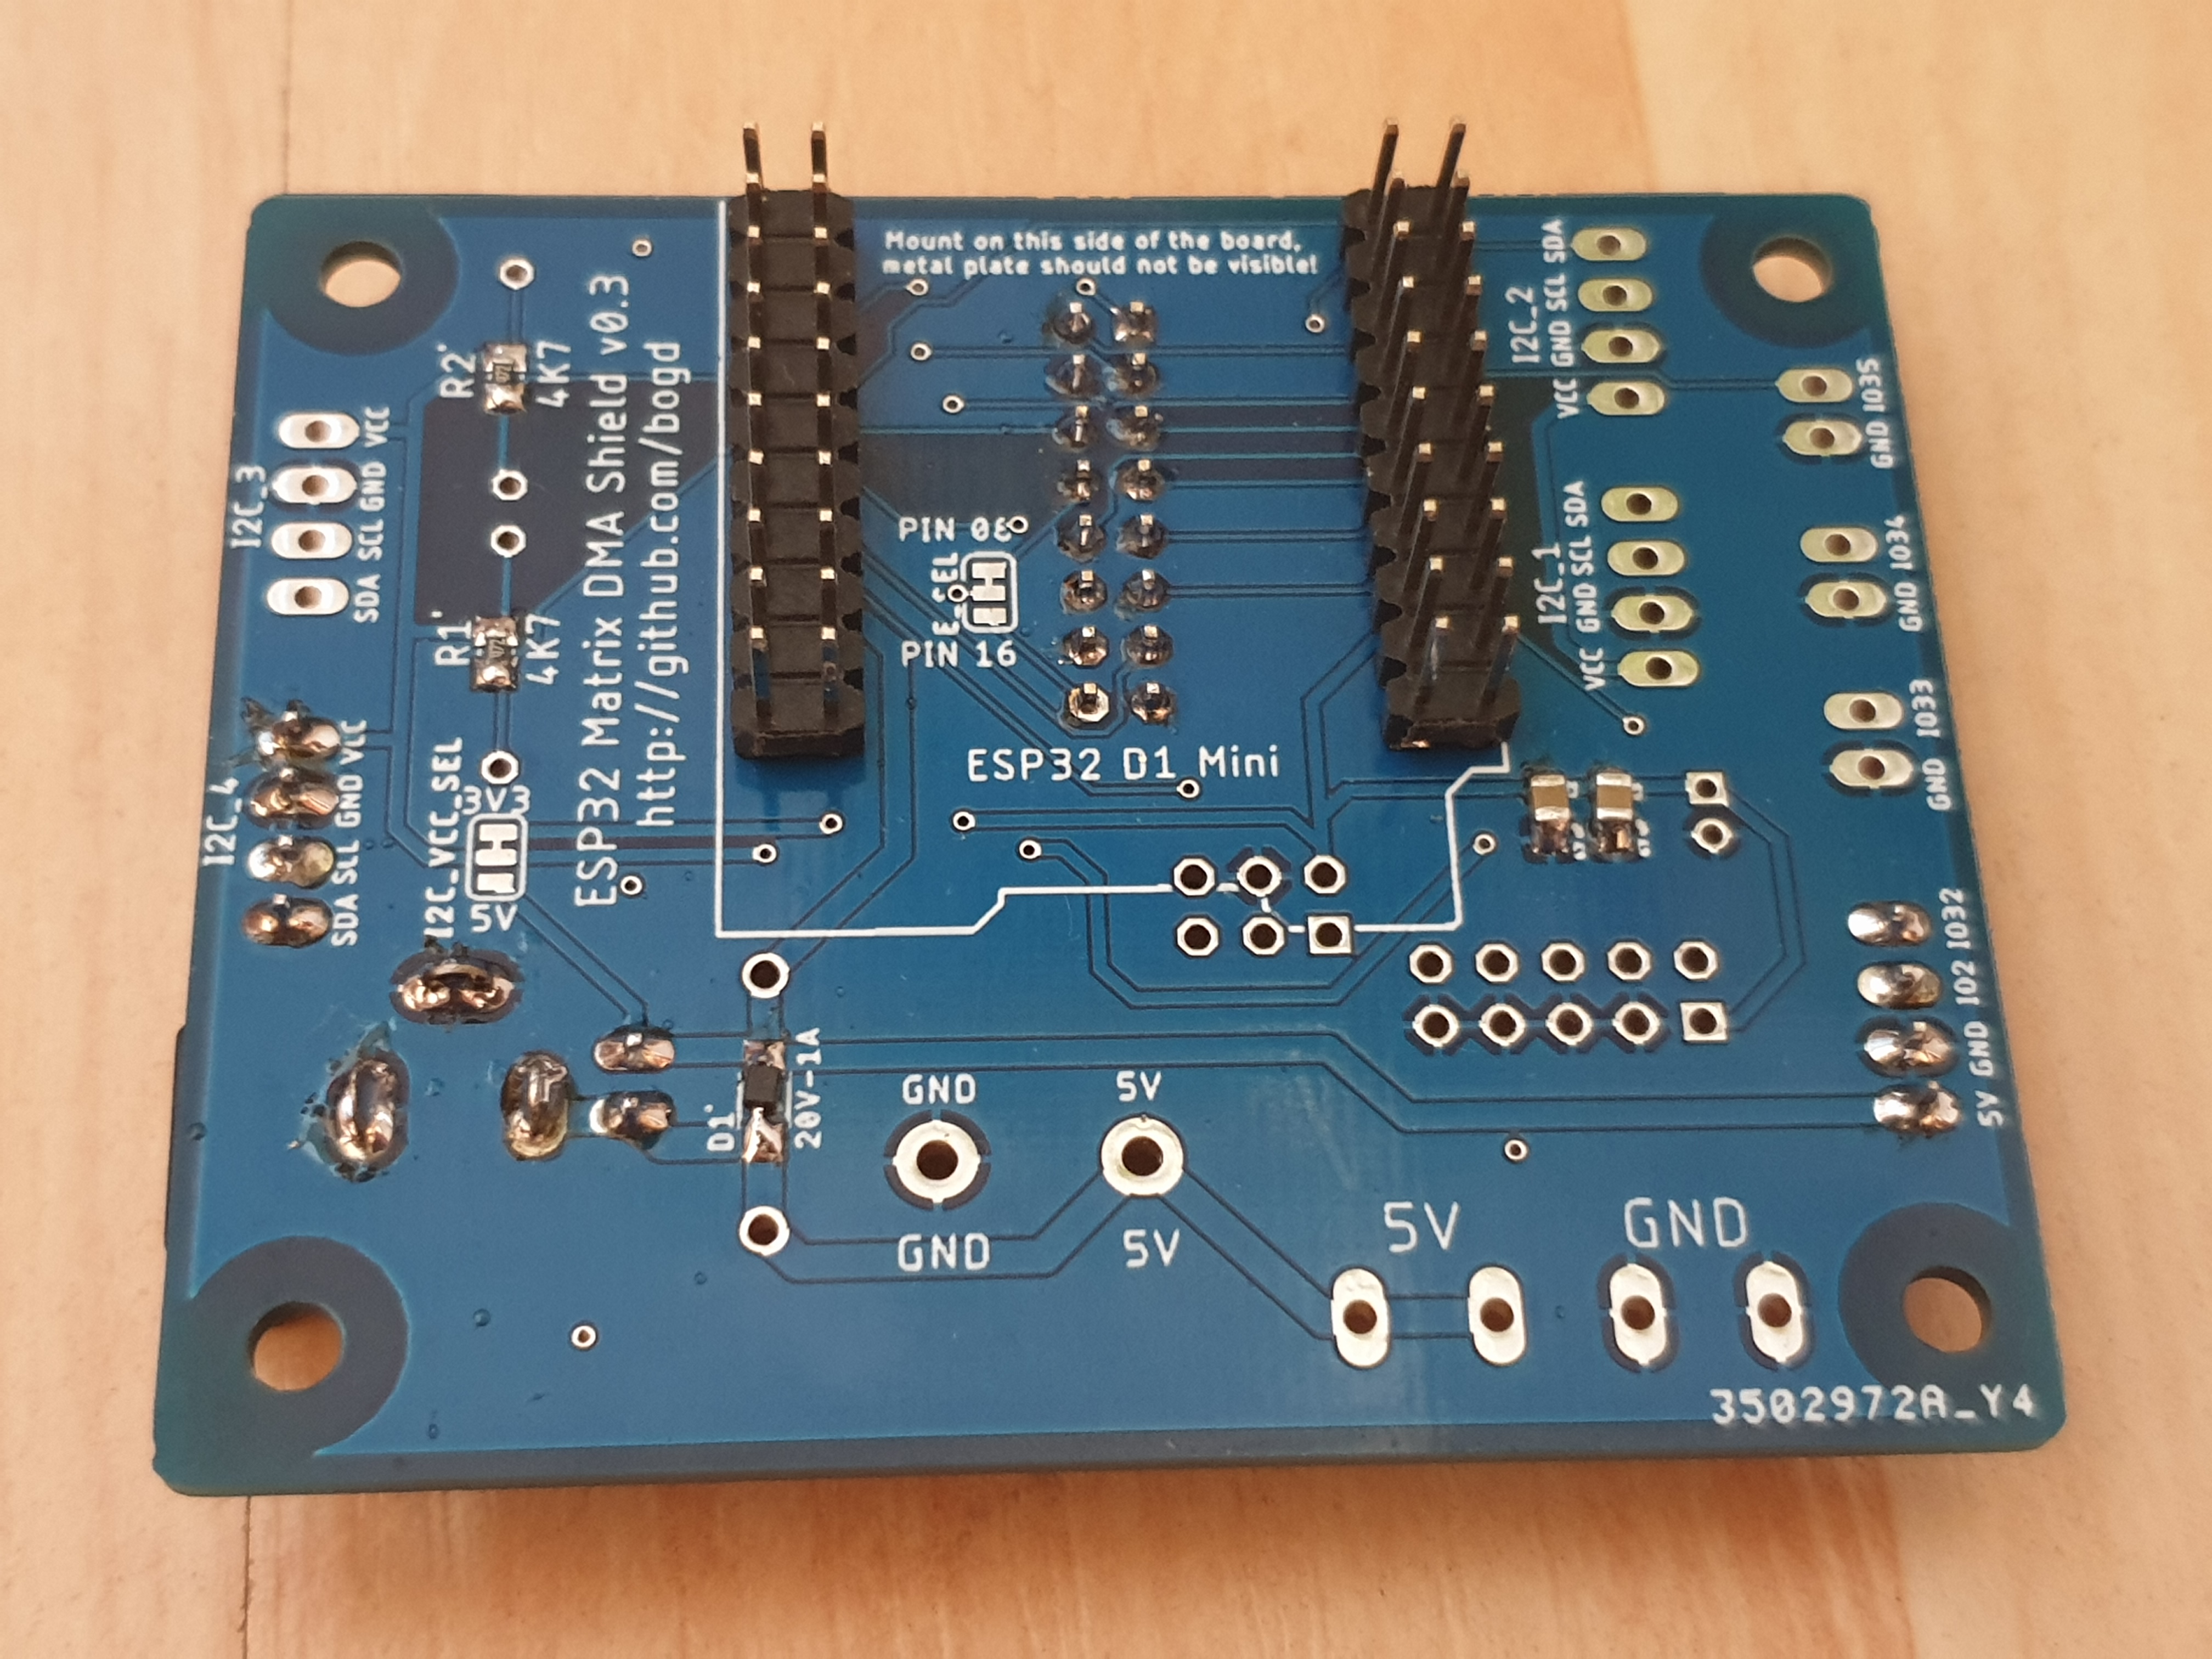 Mount on this side of the board,
metal plate should not be visible!
R2'
4K7
I2C_3
VCC
GND
SCL
SDA
R1'
4K7
ESP32 Matrix DMA Shield v0.3
http://github.com/bogd
PIN 08
E_SEL
PIN 16
ESP32 D1 Mini
I2C_2
SDA
SCL
GND
VCC
I2C_1
SDA
SCL
GND
VCC
IO35
GND
IO34
GND
IO33
GND
I2C_4
VCC
GND
SCL
SDA
I2C_VCC_SEL
3V3
5V
D1'
20V-1A
GND
5V
GND
5V
IO32
IO2
GND
5V
5V
GND
3502972A_Y4